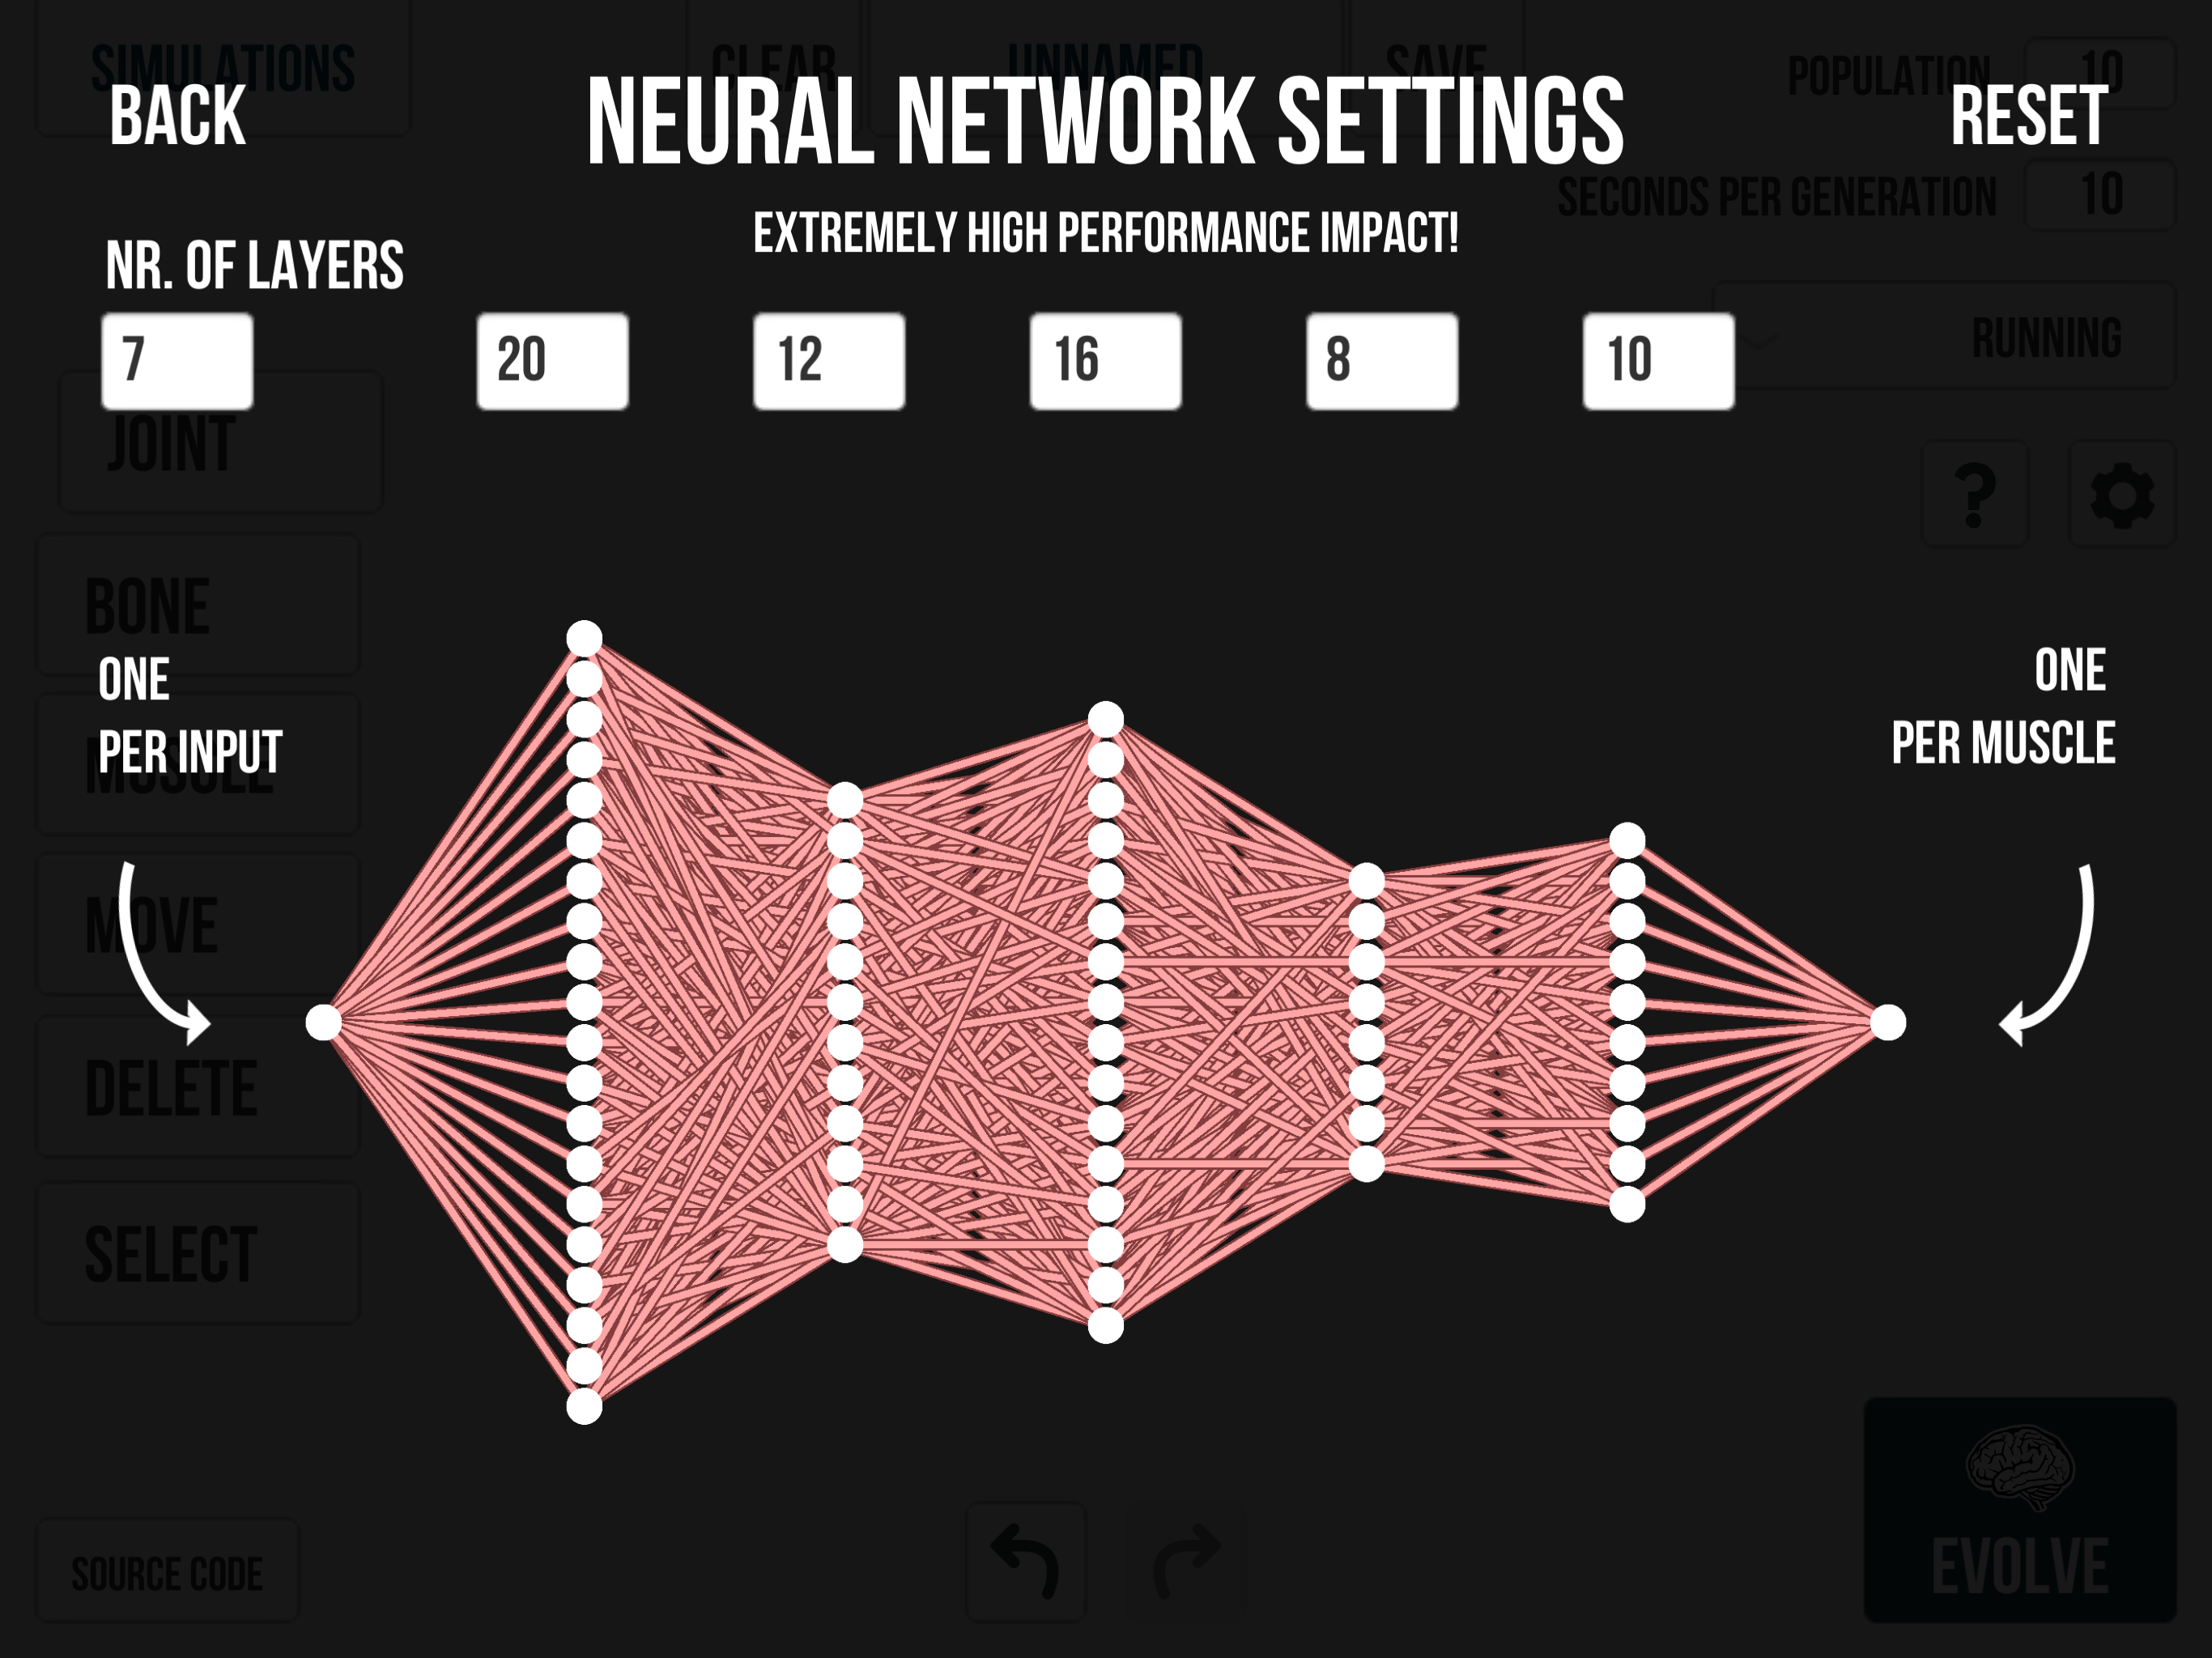 SIMULATIONS
CLEAR
UNNAMED
SAVE
POPULATION 10
BACK
NEURAL NETWORK SETTINGS
RESET
SECONDS PER GENERATION 10
EXTREMELY HIGH PERFORMANCE IMPACT!
NR. OF LAYERS
7
20
12
16
8
10
RUNNING
JOINT
?
BONE
ONE
PER INPUT
MUSCLE
ONE
PER MUSCLE
MOVE
DELETE
SELECT
SOURCE CODE
EVOLVE